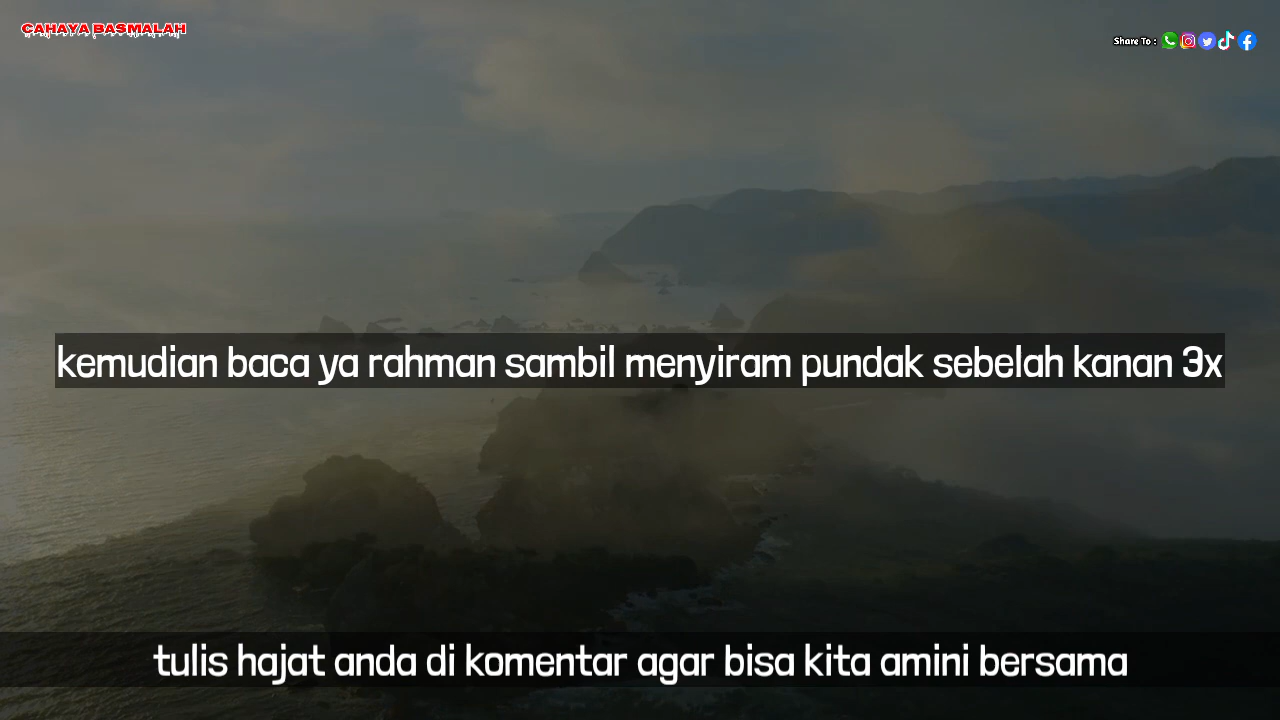 CAHAYA BASMALAH
Share To :
kemudian baca ya rahman sambil menyiram pundak sebelah kanan 3x
tulis hajat anda di komentar agar bisa kita amini bersama